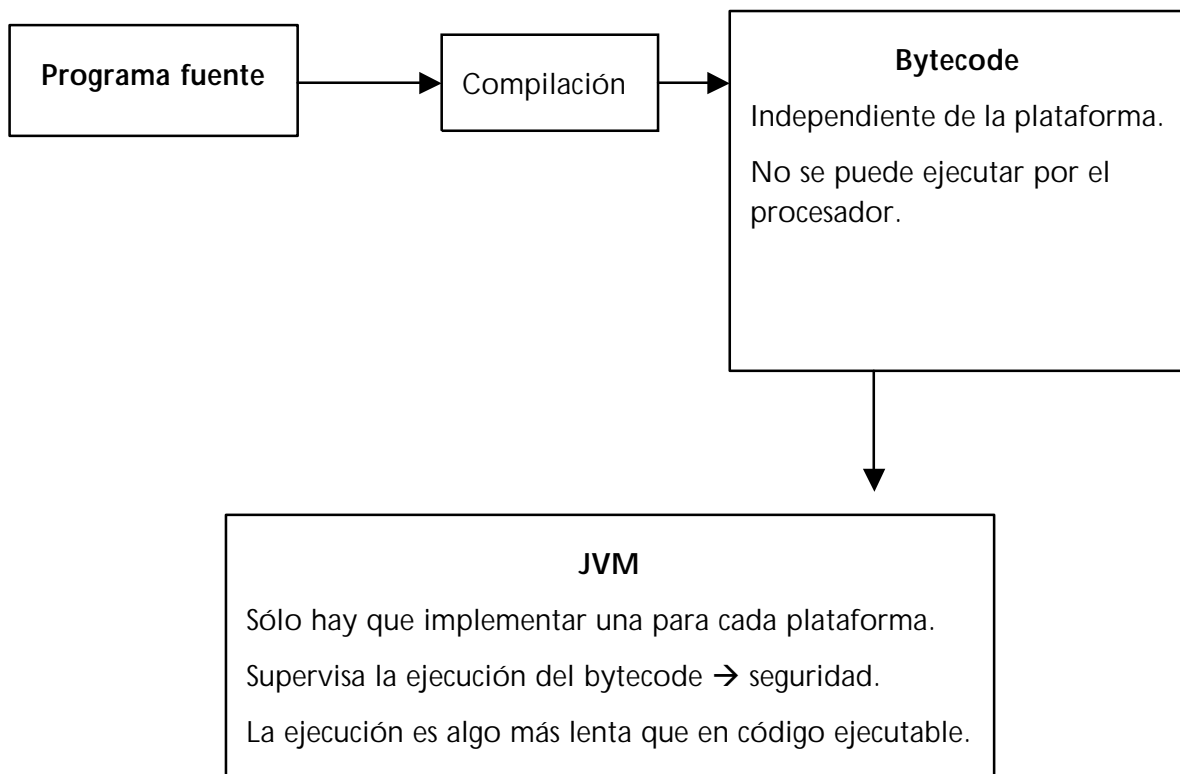 Programa fuente
Compilación
Bytecode
Independiente de la plataforma.
No se puede ejecutar por el
procesador.
JVM
Sólo hay que implementar una para cada plataforma.
Supervisa la ejecución del bytecode → seguridad.
La ejecución es algo más lenta que en código ejecutable.